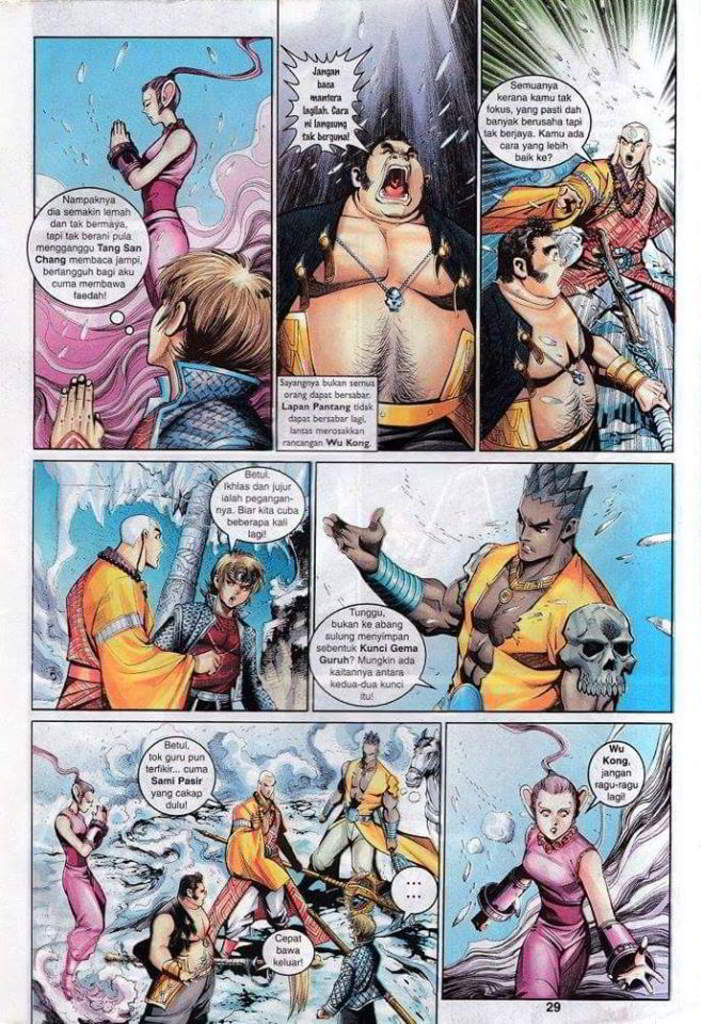 Nampaknya
dia semakin lemah
dan tak bermaya,
tapi tak berani pula
mengganggu Tang San
Chang membaca jampi,
bertangguh bagi aku
cuma membawa
faedah!
Jangan
baca
mantera
lagilah. Cara
ni langsung
tak berguna!
Sayangnya bukan semua
orang dapat bersabar.
Lapan Pantang tidak
dapat bersabar lagi,
lantas merosakkan
rancangan Wu Kong.
Semuanya
kerana kamu tak
fokus, yang pasti dah
banyak berusaha tapi
tak berjaya. Kamu ada
cara yang lebih
baik ke?
Betul.
Ikhlas dan jujur
ialah pegangan-
nya. Biar kita cuba
beberapa kali
lagi!
Tunggu,
bukan ke abang
sulung menyimpan
sebentuk Kunci Gema
Guruh? Mungkin ada
kaitannya antara
kedua-dua kunci
itu!
Betul,
tok guru pun
terfikir... cuma
Sami Pasir
yang cakap
dulu!
Cepat
bawa
keluar!
...
...
Wu
Kong,
jangan
ragu-ragu
lagi!
29